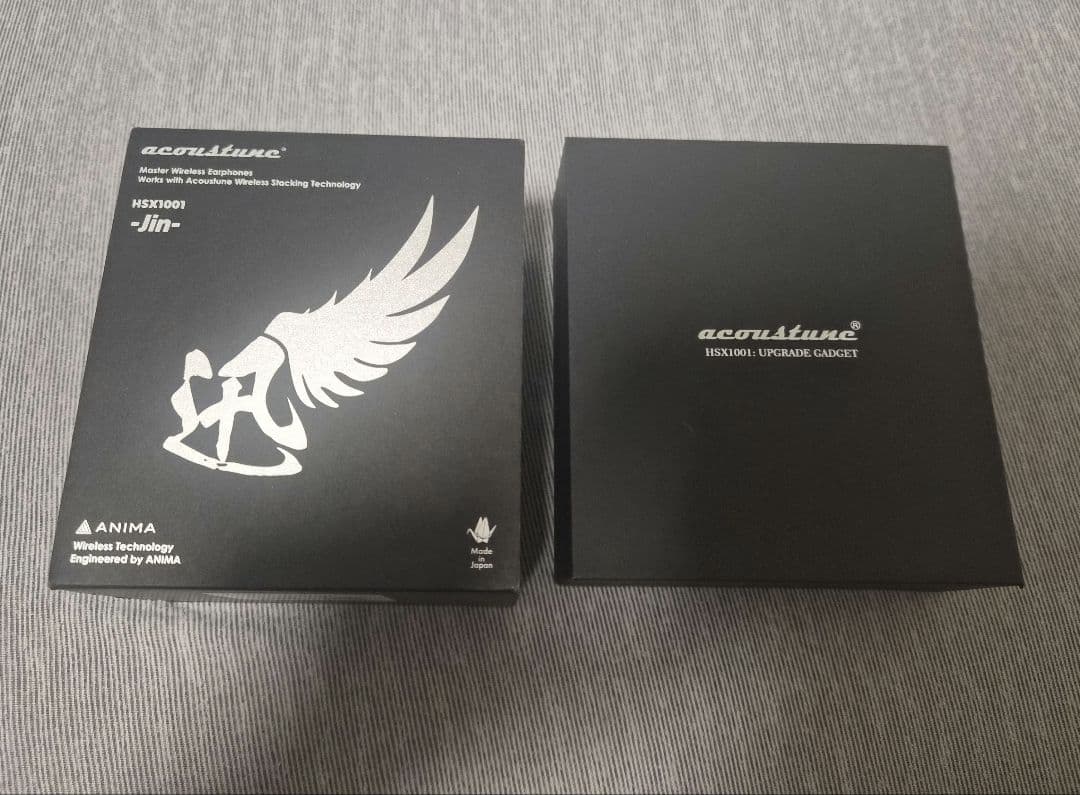 acoustune®
Master Wireless Earphones
Works with Acoustune Wireless Stacking Technology
HSX1001
-Jin-
迅
ANIMA
Wireless Technology
Engineered by ANIMA
Made
in
Japan
acoustune®
HSX1001: UPGRADE GADGET